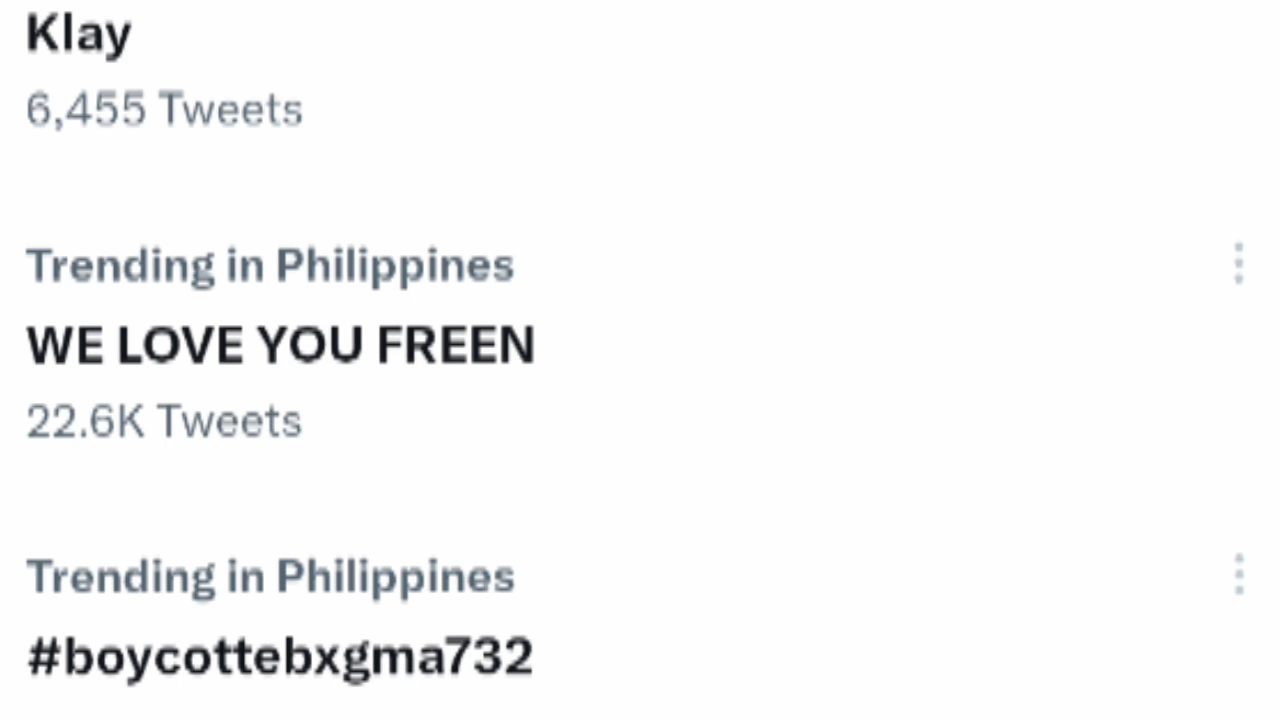 Klay
6,455 Tweets
Trending in Philippines
WE LOVE YOU FREEN
22.6K Tweets
Trending in Philippines
#boycottebxgma732